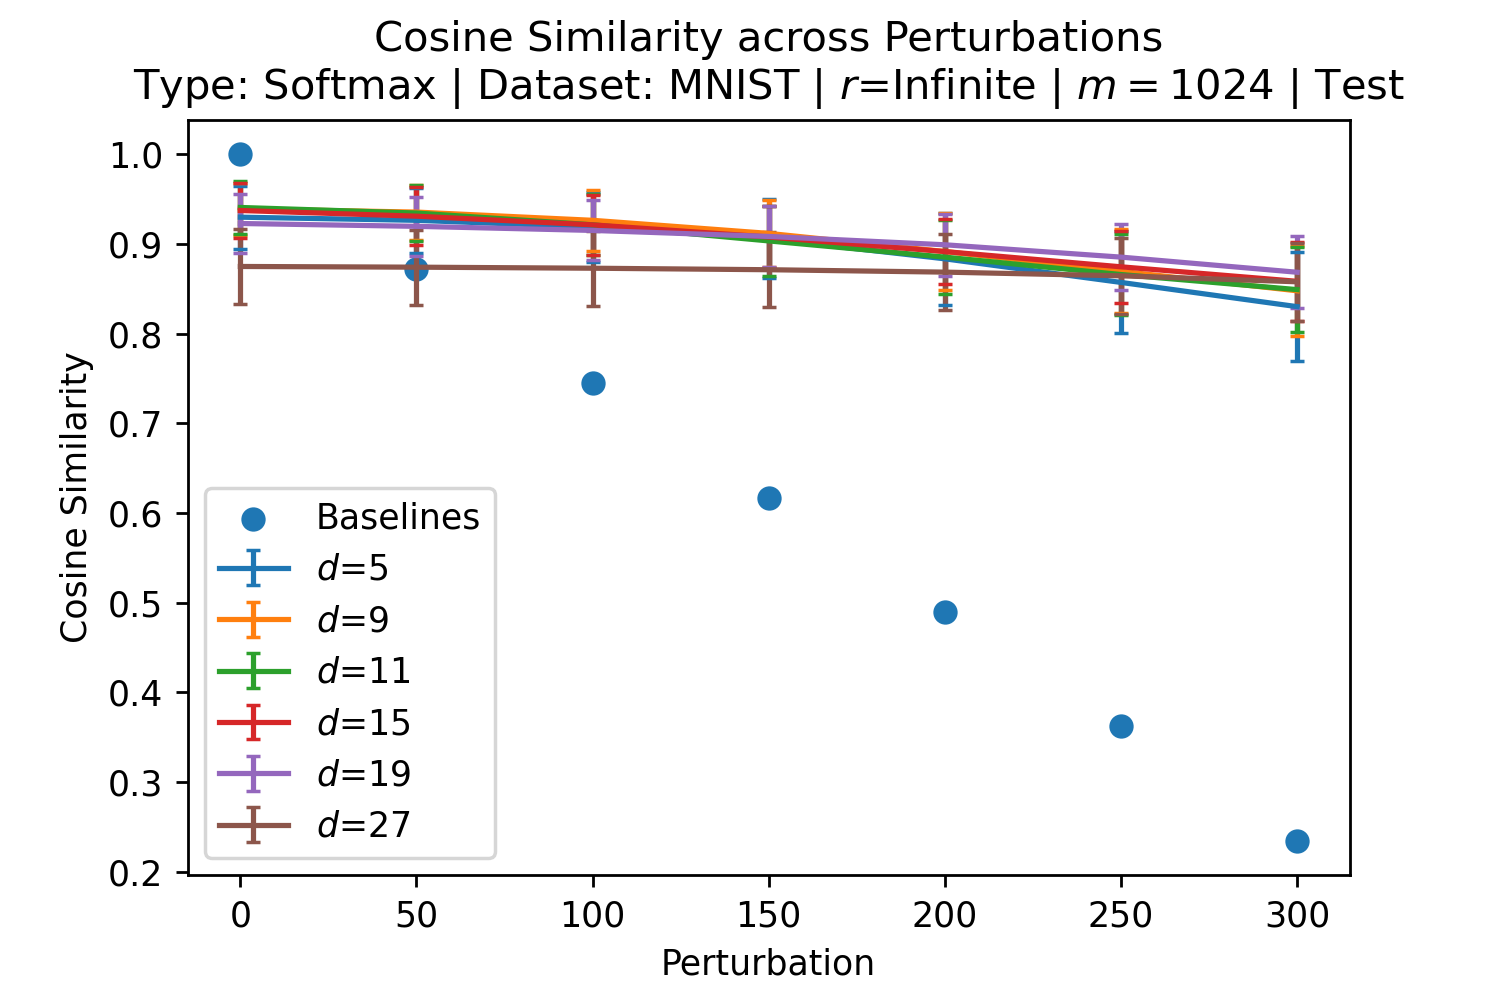 Cosine Similarity across Perturbations
Type: Softmax | Dataset: MNIST | r=Infinite | m = 1024 | Test
Cosine Similarity
1.0
0.9
0.8
0.7
0.6
0.5
0.4
0.3
0.2
Baselines
d=5
d=9
d=11
d=15
d=19
d=27
0 50 100 150 200 250 300
Perturbation